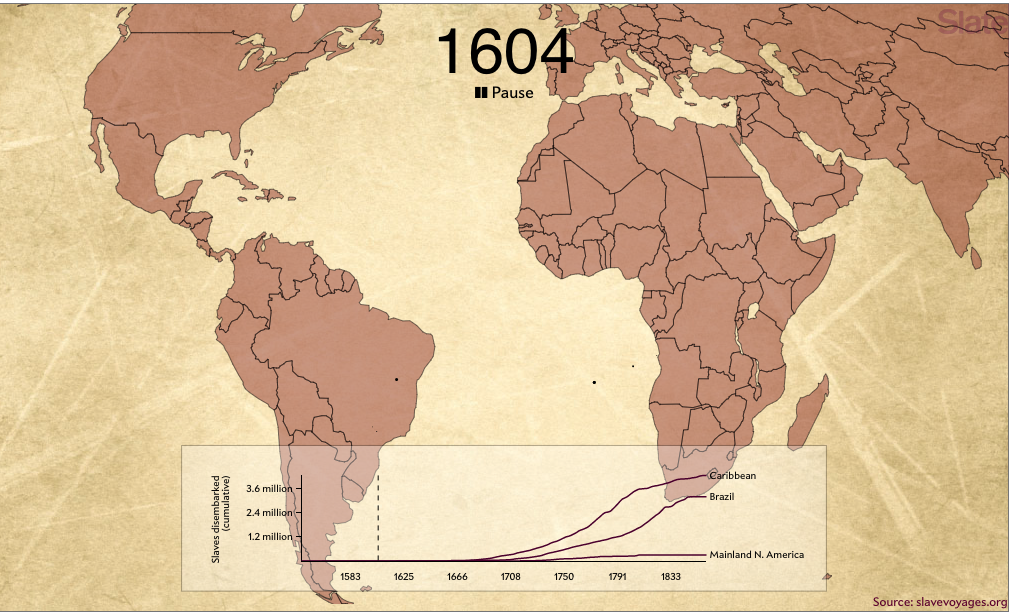 Slate
1604
Pause
Slaves disembarked
(cumulative)
3.6 million
2.4 million
1.2 million
Caribbean
Brazil
Mainland N. America
1583 1625 1666 1708 1750 1791 1833
Source: slavevoyages.org